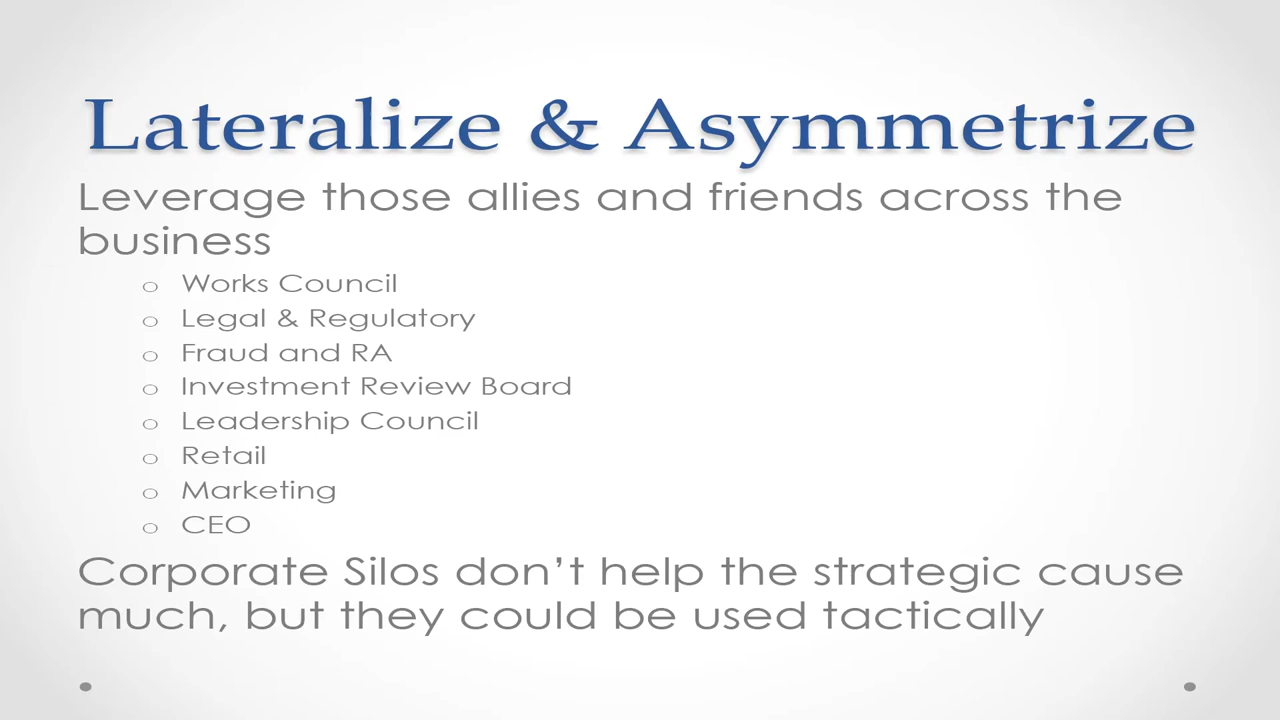 Lateralize & Asymmetrize
Leverage those allies and friends across the
business
Works Council
Legal & Regulatory
Fraud and RA
Investment Review Board
Leadership Council
Retail
Marketing
CEO
Corporate Silos don’t help the strategic cause
much, but they could be used tactically